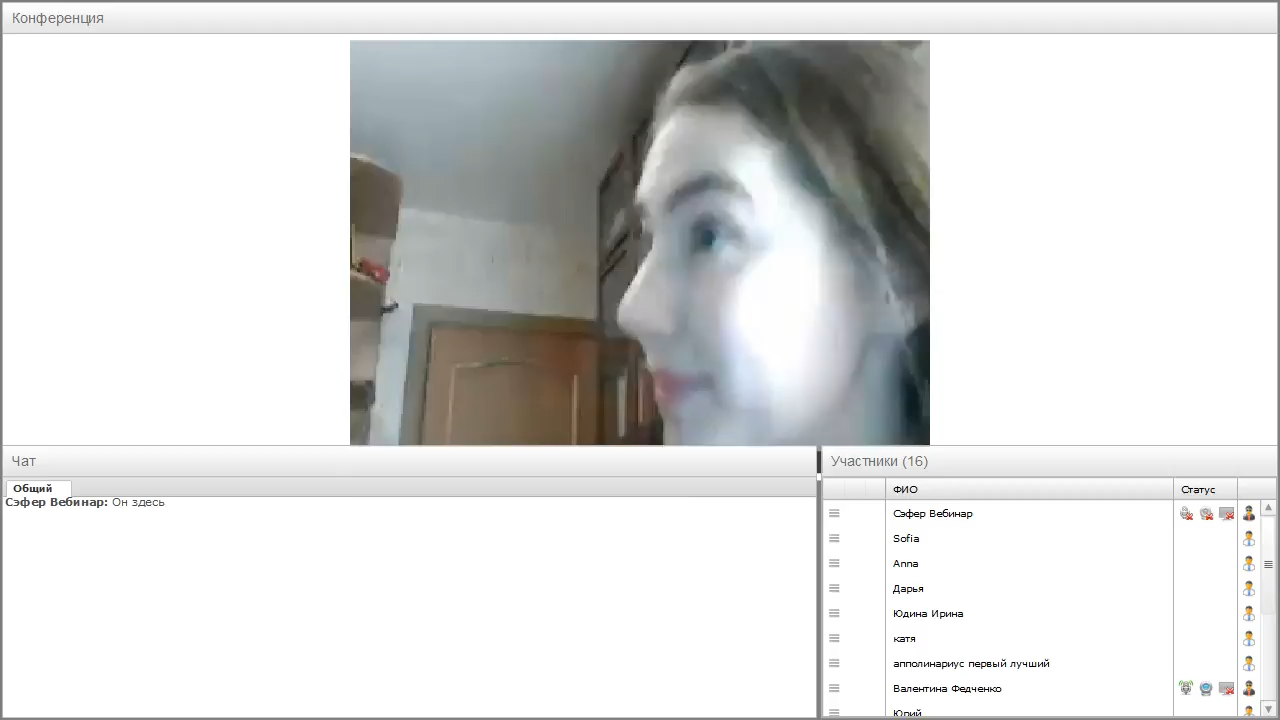 Конференция
Чат
Общий
Сэфер Вебинар: Он здесь
Участники (16)
ФИО Статус
Сэфер Вебинар
Sofia
Anna
Дарья
Юдина Ирина
катя
апполинариус первый лучший
Валентина Федченко
Юрий